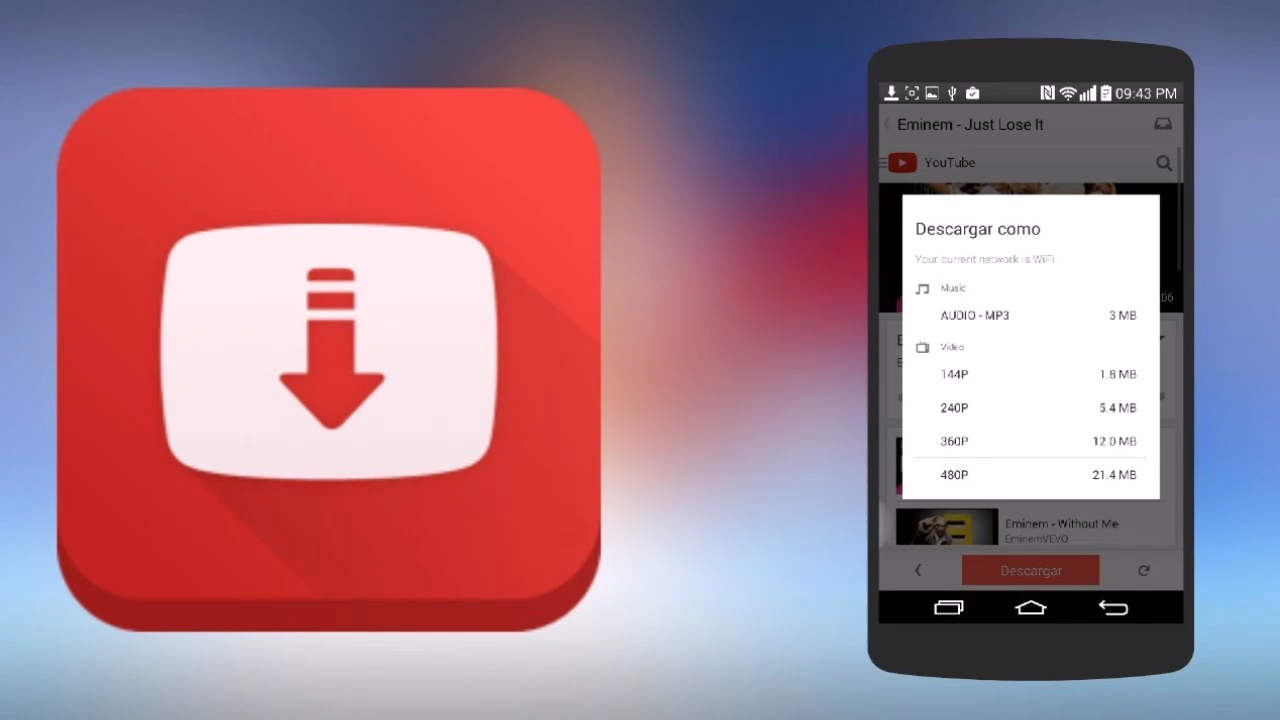 09:43 PM
Eminem - Just Lose It
YouTube
Descargar como
Your current network is WiFi
Music
AUDIO - MP3 3 MB
Video
144P 1.8 MB
240P 5.4 MB
360P 12.0 MB
480P 21.4 MB
Eminem - Without Me
EminemVEVO
Descargar